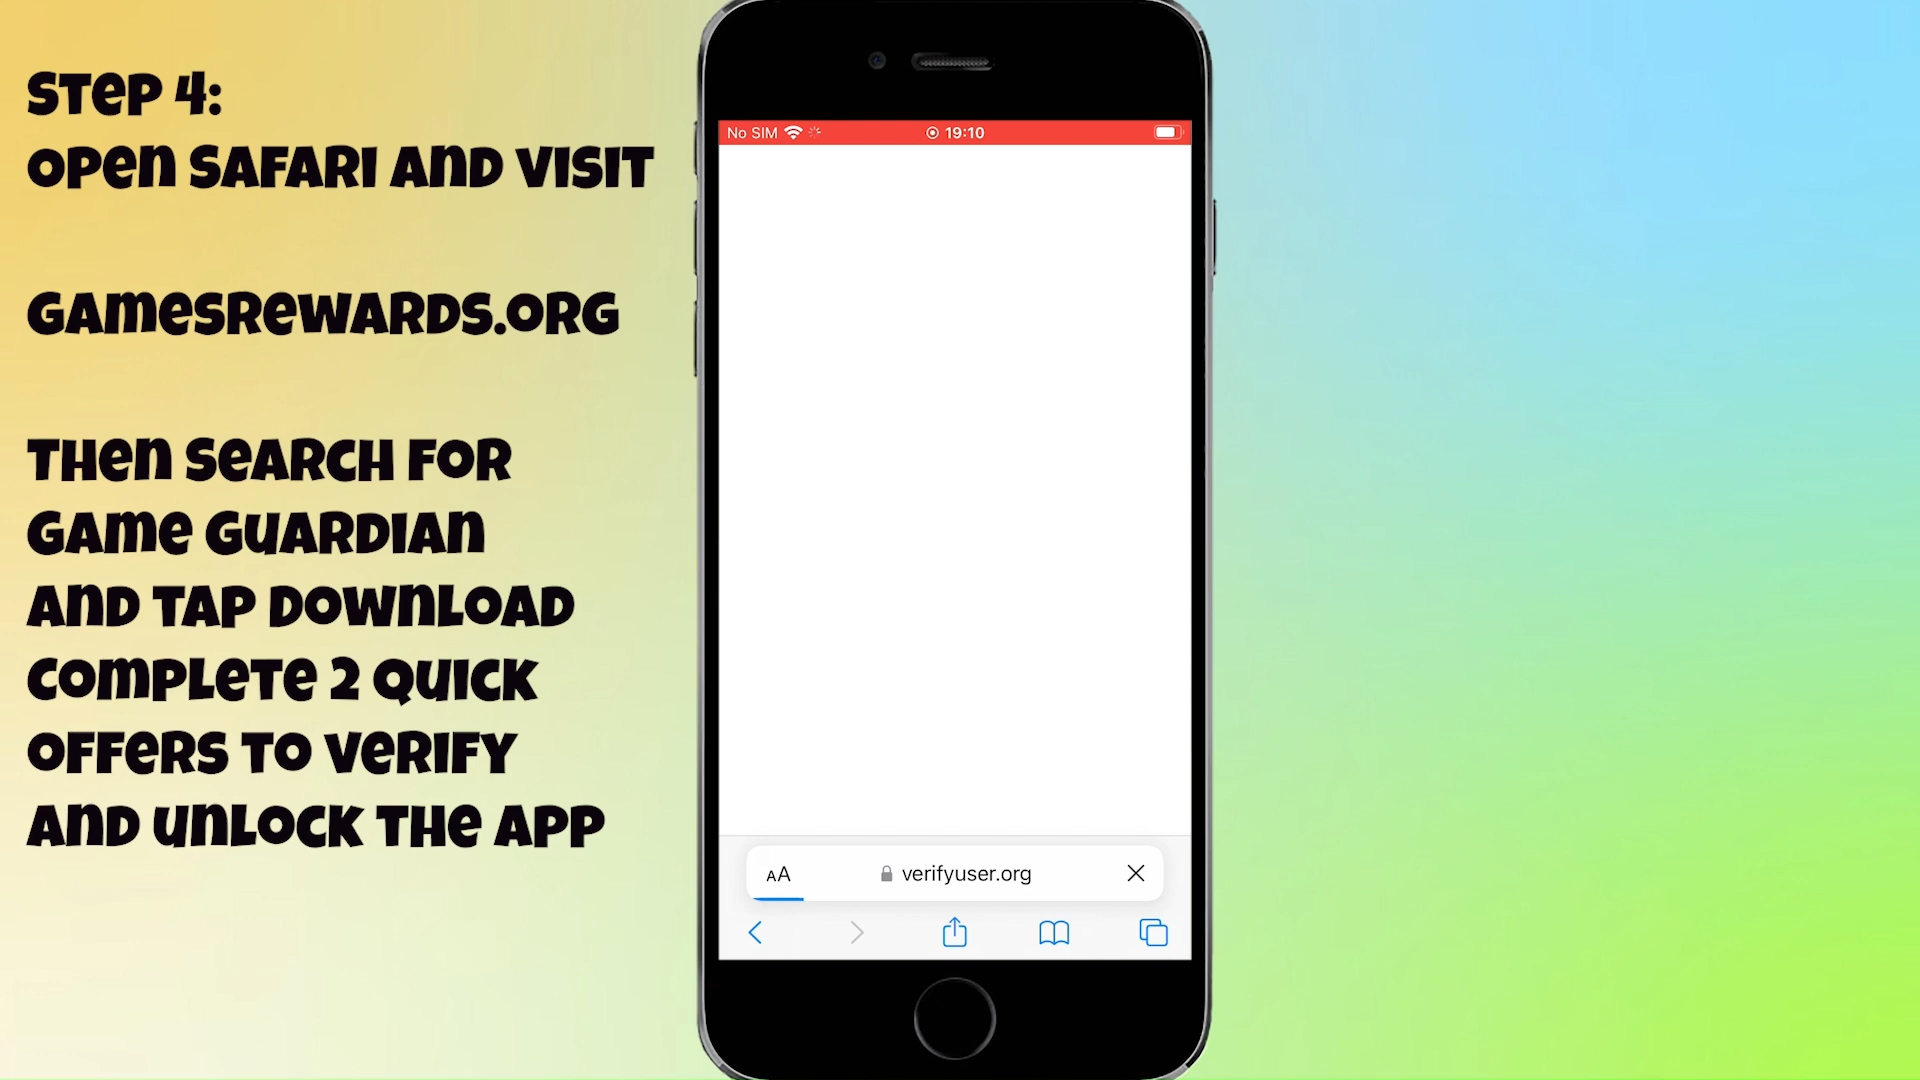 Step 4:
Open Safari and visit
gamesrewards.org
Then search for
Game Guardian
and tap download
Complete 2 quick
offers to verify
and unlock the app
No SIM
19:10
AA
verifyuser.org